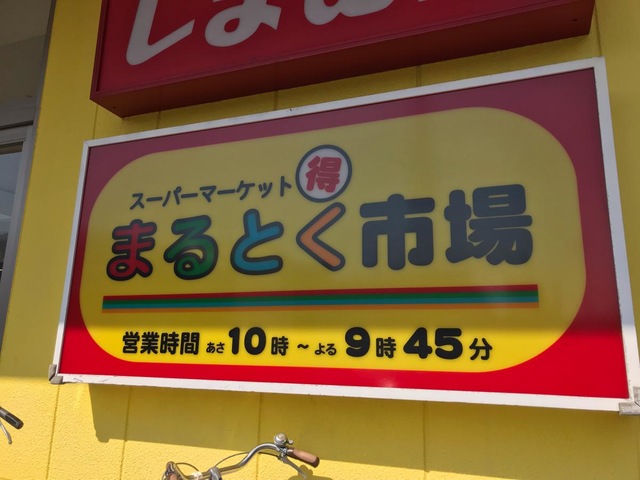 スーパーマーケット 得
まるとく市場
営業時間 あさ 10時～よる 9時45分